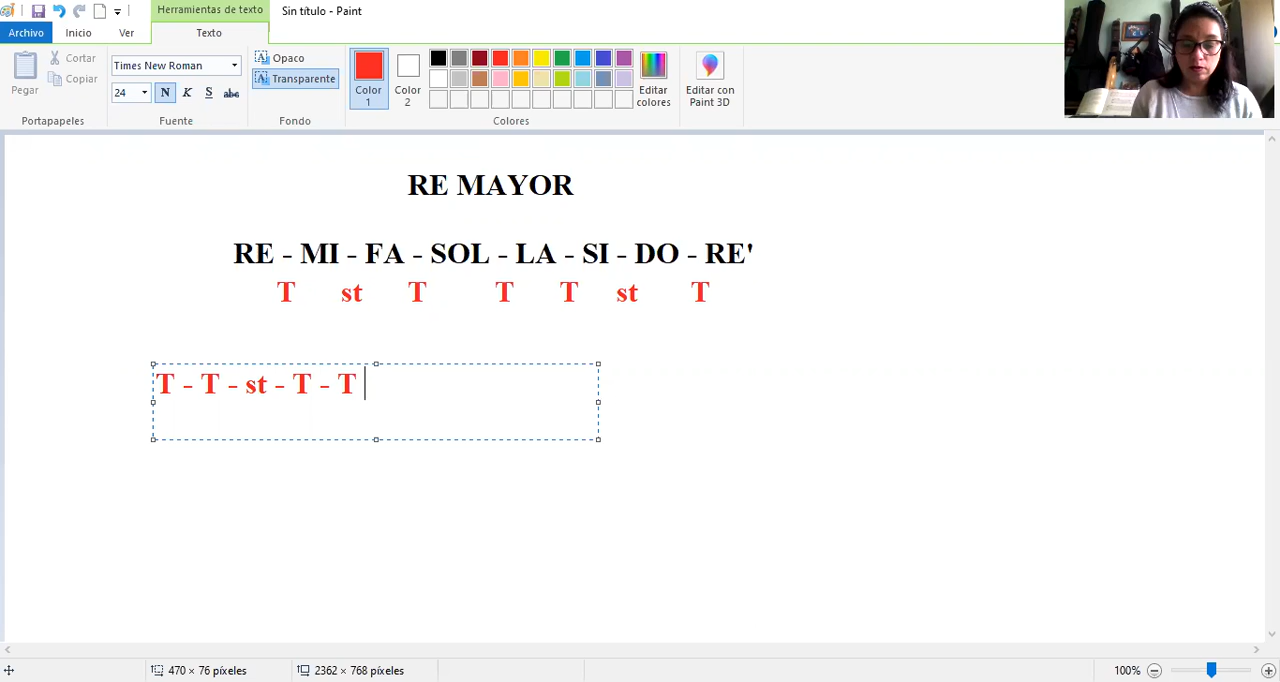 Herramientas de texto
Sin título - Paint
Archivo
Inicio
Ver
Texto
Pegar
Cortar
Copiar
Portapapeles
Times New Roman
24
N K S abc
Fuente
Opaco
Transparente
Fondo
Color 1
Color 2
Colores
Editar colores
Editar con Paint 3D
RE MAYOR
RE - MI - FA - SOL - LA - SI - DO - RE'
T st T T T st T
T - T - st - T - T
470 × 76 píxeles
2362 × 768 píxeles
100%